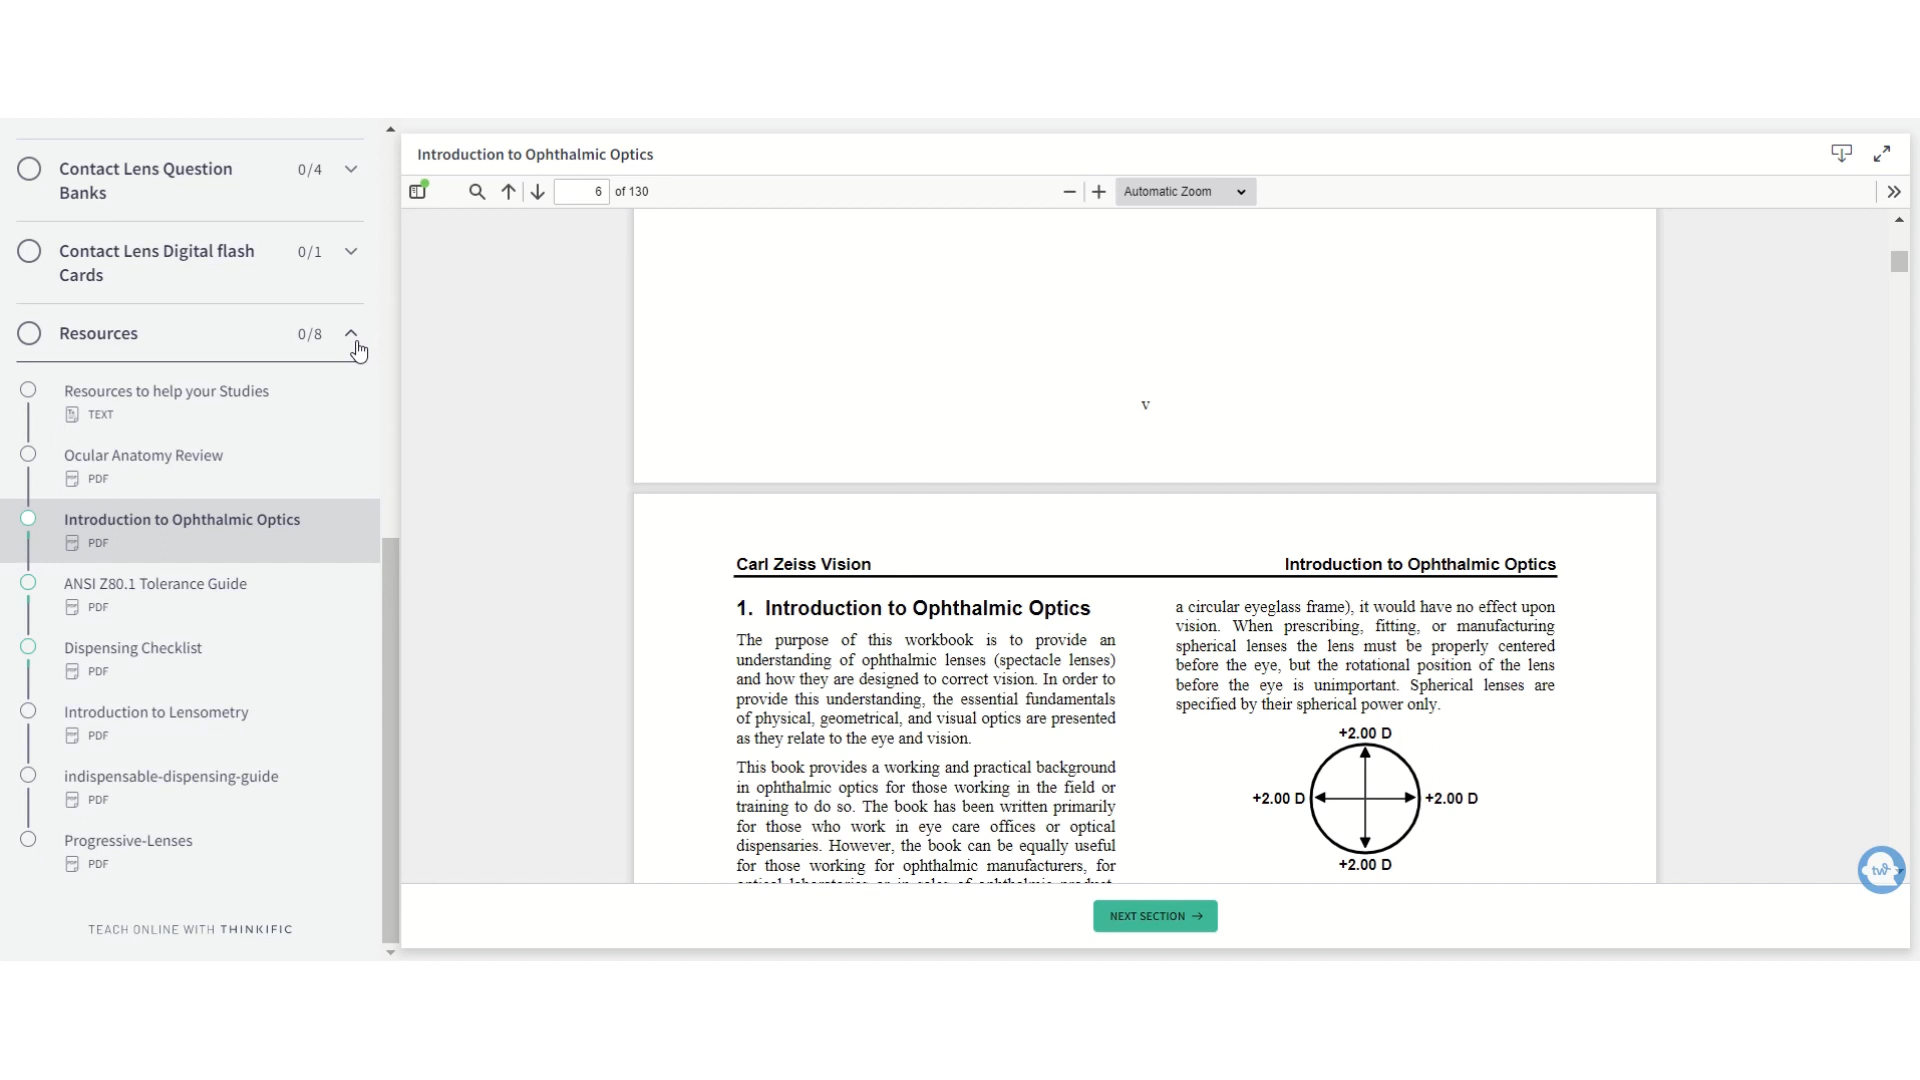 Contact Lens Question
Banks
0/4
Contact Lens Digital flash
Cards
0/1
Resources
0/8
Resources to help your Studies
TEXT
Ocular Anatomy Review
PDF
Introduction to Ophthalmic Optics
PDF
ANSI Z80.1 Tolerance Guide
PDF
Dispensing Checklist
PDF
Introduction to Lensometry
PDF
indispensable-dispensing-guide
PDF
Progressive-Lenses
PDF
TEACH ONLINE WITH THINKIFIC
Introduction to Ophthalmic Optics
6 of 130
Automatic Zoom
v
Carl Zeiss Vision
Introduction to Ophthalmic Optics
1. Introduction to Ophthalmic Optics
The purpose of this workbook is to provide an
understanding of ophthalmic lenses (spectacle lenses)
and how they are designed to correct vision. In order to
provide this understanding, the essential fundamentals
of physical, geometrical, and visual optics are presented
as they relate to the eye and vision.
This book provides a working and practical background
in ophthalmic optics for those working in the field or
training to do so. The book has been written primarily
for those who work in eye care offices or optical
dispensaries. However, the book can be equally useful
for those working for ophthalmic manufacturers, for
a circular eyeglass frame), it would have no effect upon
vision. When prescribing, fitting, or manufacturing
spherical lenses the lens must be properly centered
before the eye, but the rotational position of the lens
before the eye is unimportant. Spherical lenses are
specified by their spherical power only.
+2.00 D
+2.00 D
+2.00 D
+2.00 D
NEXT SECTION